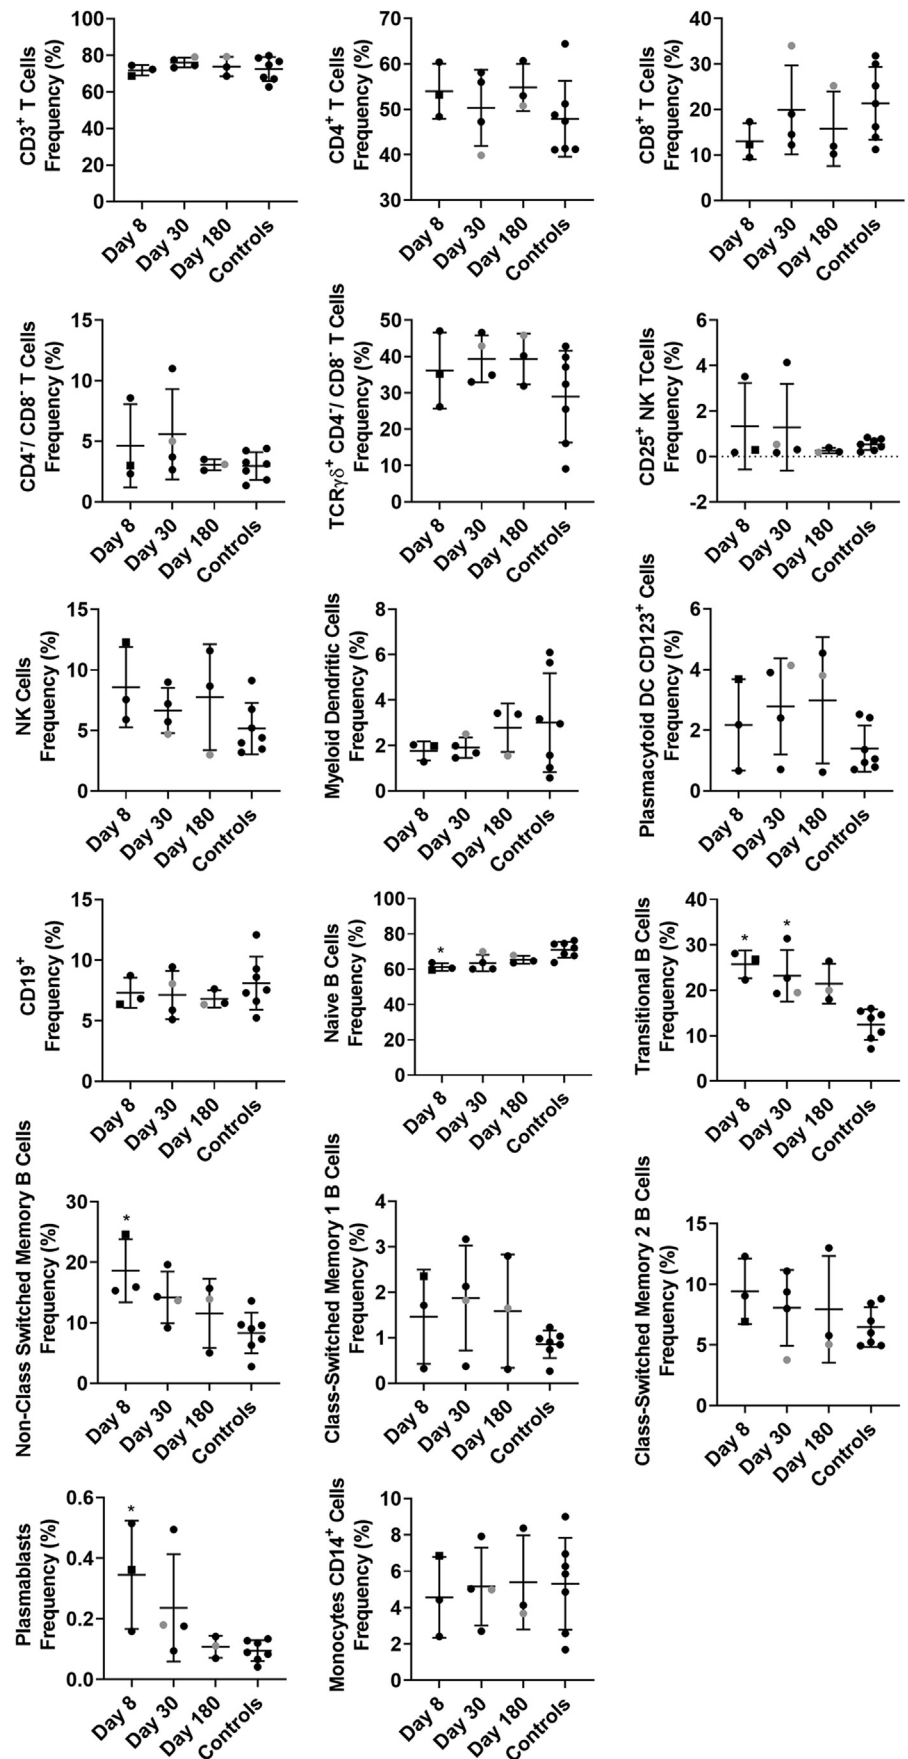 CD3+ T Cells
Frequency (%)
100
80
60
40
20
0
Day 8
Day 30
Day 180
Controls
CD4+ T Cells
Frequency (%)
70
60
50
40
30
Day 8
Day 30
Day 180
Controls
CD8+ T Cells
Frequency (%)
40
30
20
10
0
Day 8
Day 30
Day 180
Controls
CD4-/ CD8- T Cells
Frequency (%)
15
10
5
0
Day 8
Day 30
Day 180
Controls
TCRγδ+ CD4-/ CD8- T Cells
Frequency (%)
50
40
30
20
10
0
Day 8
Day 30
Day 180
Controls
CD25+ NK TCells
Frequency (%)
6
4
2
0
-2
Day 8
Day 30
Day 180
Controls
NK Cells
Frequency (%)
15
10
5
0
Day 8
Day 30
Day 180
Controls
Myeloid Dendritic Cells
Frequency (%)
8
6
4
2
0
Day 8
Day 30
Day 180
Controls
Plasmacytoid DC CD123+ Cells
Frequency (%)
6
4
2
0
Day 8
Day 30
Day 180
Controls
CD19+
Frequency (%)
15
10
5
0
Day 8
Day 30
Day 180
Controls
Naive B Cells
Frequency (%)
100
80
60
40
20
0
*
Day 8
Day 30
Day 180
Controls
Transitional B Cells
Frequency (%)
40
30
20
10
0
*
*
Day 8
Day 30
Day 180
Controls
Non-Class Switched Memory B Cells
Frequency (%)
30
20
10
0
*
Day 8
Day 30
Day 180
Controls
Class-Switched Memory 1 B Cells
Frequency (%)
4
3
2
1
0
Day 8
Day 30
Day 180
Controls
Class-Switched Memory 2 B Cells
Frequency (%)
15
10
5
0
Day 8
Day 30
Day 180
Controls
Plasmablasts
Frequency (%)
0.6
0.4
0.2
0.0
*
Day 8
Day 30
Day 180
Controls
Monocytes CD14+ Cells
Frequency (%)
10
8
6
4
2
0
Day 8
Day 30
Day 180
Controls